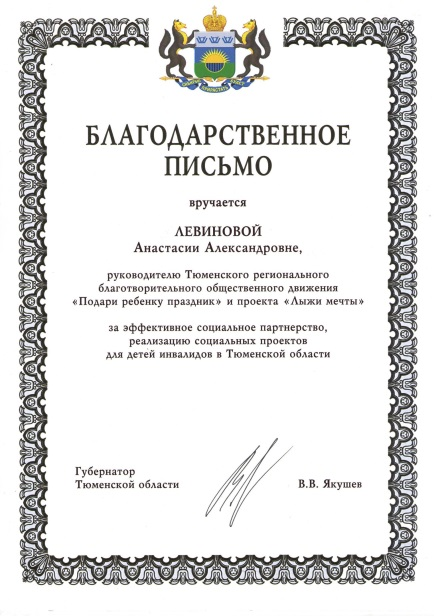 БЛАГОДАРСТВЕННОЕ
ПИСЬМО
вручается
ЛЕВИНОВОЙ
Анастасии Александровне,
руководителю Тюменского регионального
благотворительного общественного движения
«Подари ребенку праздник» и проекта «Лыжи мечты»
за эффективное социальное партнерство,
реализацию социальных проектов
для детей инвалидов в Тюменской области
Губернатор
Тюменской области
В.В. Якушев